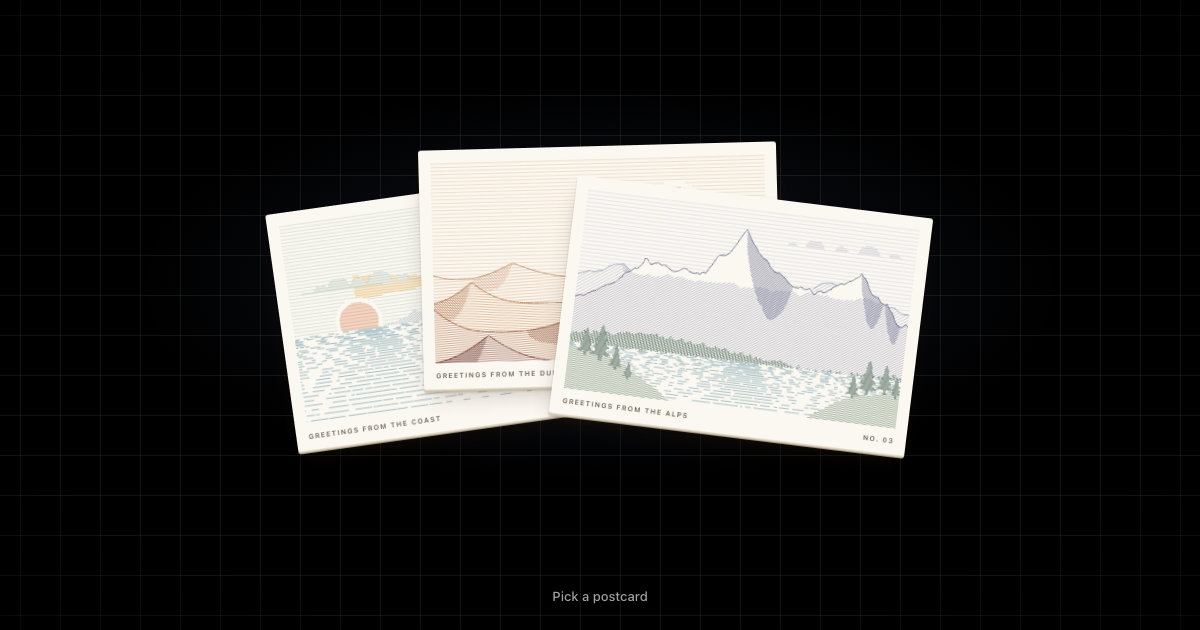 GREETINGS FROM THE COAST
GREETINGS FROM THE
GREETINGS FROM THE ALPS
NO. 03
Pick a postcard